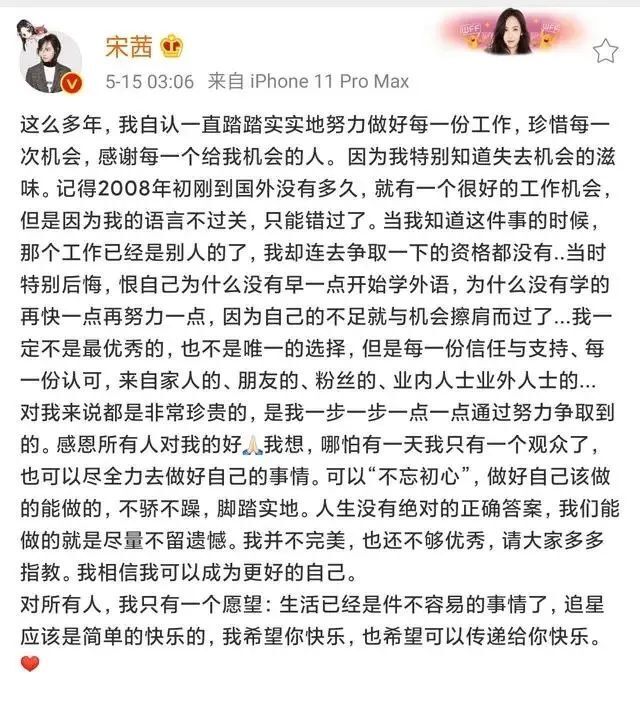 宋茜
5-15 03:06 来自 iPhone 11 Pro Max
这么多年，我自认一直踏踏实实地努力做好每一份工作，珍惜每一
次机会，感谢每一个给我机会的人。因为我特别知道失去机会的滋
味。记得2008年初刚到国外没有多久，就有一个很好的工作机会，
但是因为我的语言不过关，只能错过了。当我知道这件事的时候，
那个工作已经是别人的了，我却连去争取一下的资格都没有..当时
特别后悔，恨自己为什么没有早一点开始学外语，为什么没有学的
再快一点再努力一点，因为自己的不足就与机会擦肩而过了...我一
定不是最优秀的，也不是唯一的选择，但是每一份信任与支持、每
一份认可，来自家人的、朋友的、粉丝的、业内人士业外人士的...
对我来说都是非常珍贵的，是我一步一步一点一点通过努力争取到
的。感恩所有人对我的好🙏🏻我想，哪怕有一天我只有一个观众了，
也可以尽全力去做好自己的事情。可以“不忘初心”，做好自己该做
的能做的，不骄不躁，脚踏实地。人生没有绝对的正确答案，我们能
做的就是尽量不留遗憾。我并不完美，也还不够优秀，请大家多多
指教。我相信我可以成为更好的自己。
对所有人，我只有一个愿望：生活已经是件不容易的事情了，追星
应该是简单的快乐的，我希望你快乐，也希望可以传递给你快乐。
❤️